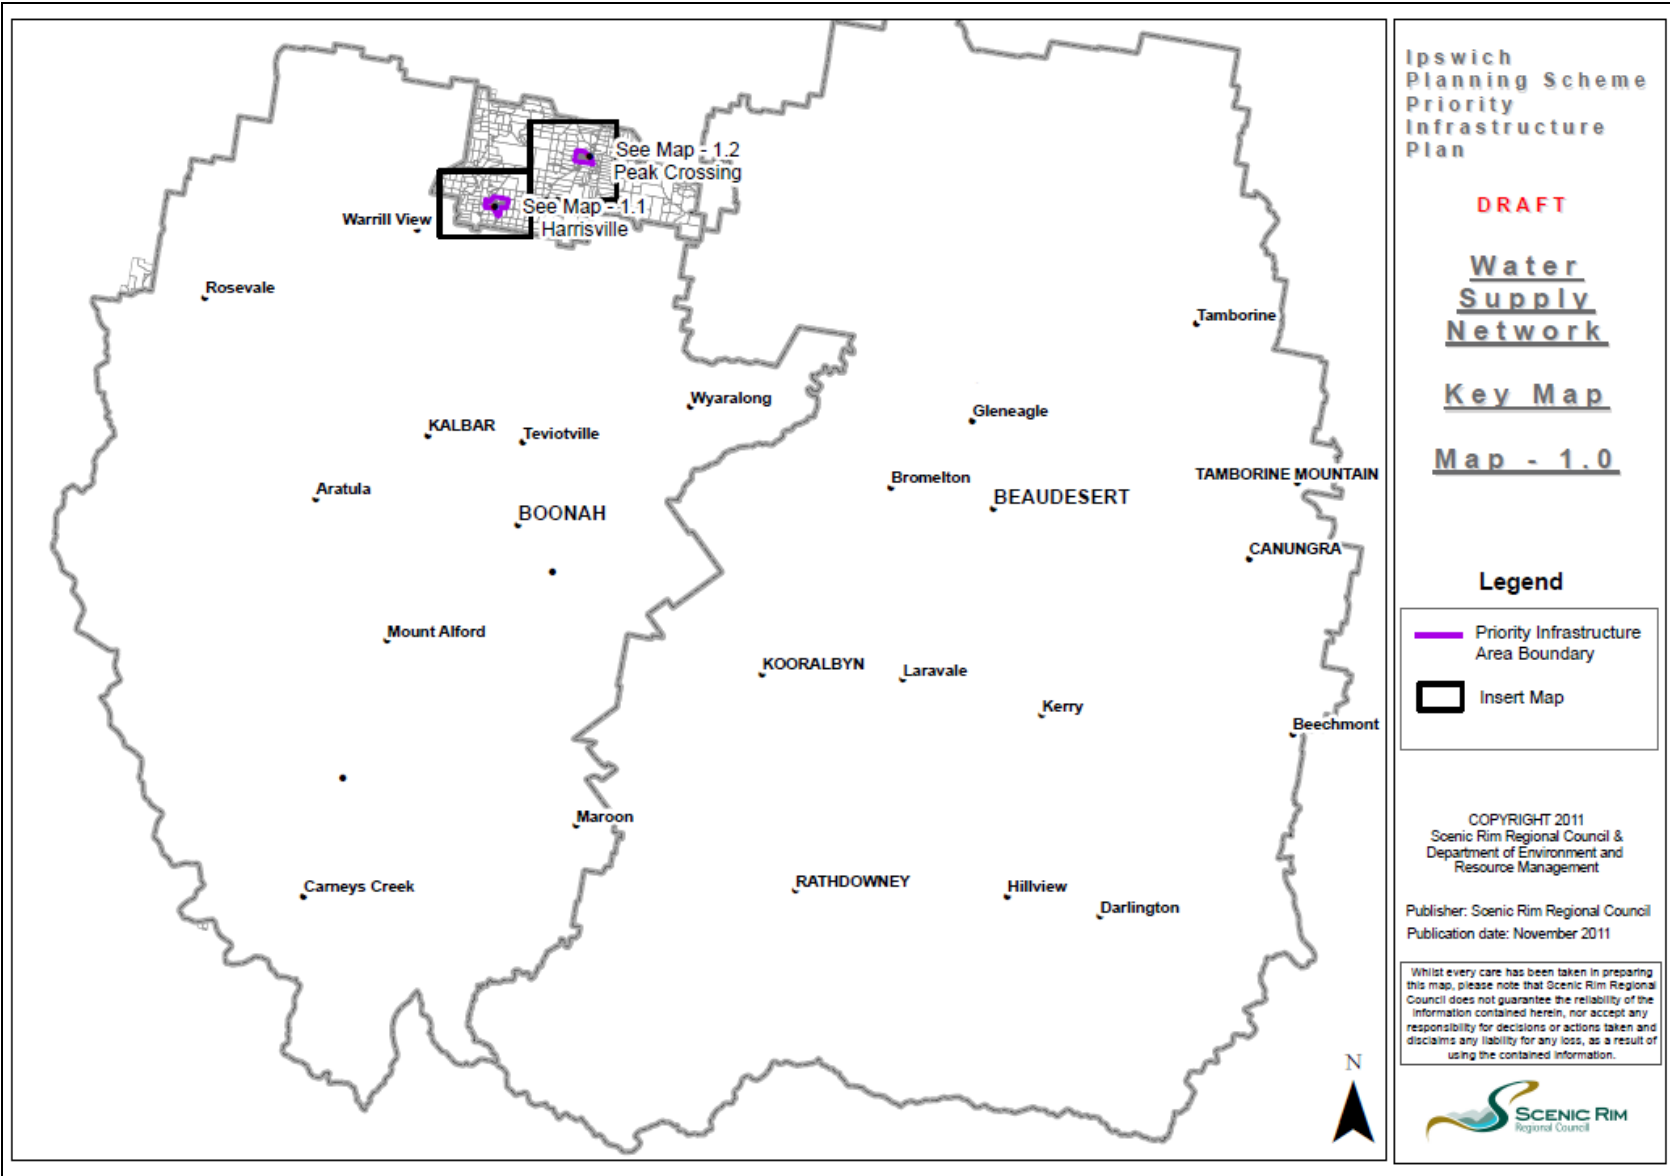 See Map - 1.2
Peak Crossing
See Map - 1.1
Harrisville
Warrill View
Rosevale
Tamborine
Wyaralong
Gleneagle
KALBAR
Teviotville
Bromelton
TAMBORINE MOUNTAIN
Aratula
BEAUDESERT
BOONAH
CANUNGRA
Mount Alford
KOORALBYN
Laravale
Kerry
Beechmont
Maroon
Carneys Creek
RATHDOWNEY
Hillview
Darlington
N
Ipswich
Planning Scheme
Priority
Infrastructure
Plan
DRAFT
Water
Supply
Network
Key Map
Map - 1.0
Legend
Priority Infrastructure
Area Boundary
Insert Map
COPYRIGHT 2011
Scenic Rim Regional Council &
Department of Environment and
Resource Management
Publisher: Scenic Rim Regional Council
Publication date: November 2011
Whilst every care has been taken in preparing
this map, please note that Scenic Rim Regional
Council does not guarantee the reliability of the
information contained herein, nor accept any
responsibility for decisions or actions taken and
disclaims any liability for any loss, as a result of
using the contained information.
SCENIC RIM
Regional Council